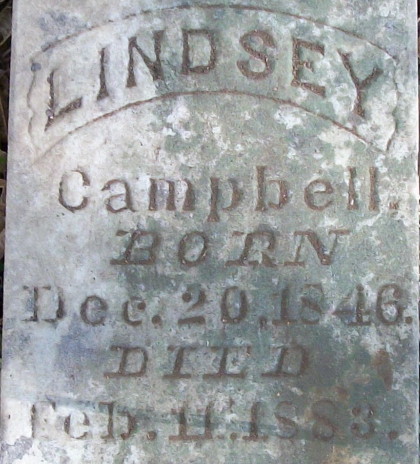 LINDSEY
Campbell.
BORN
Dec. 20, 1846.
DIED
Feb. 11, 1883.